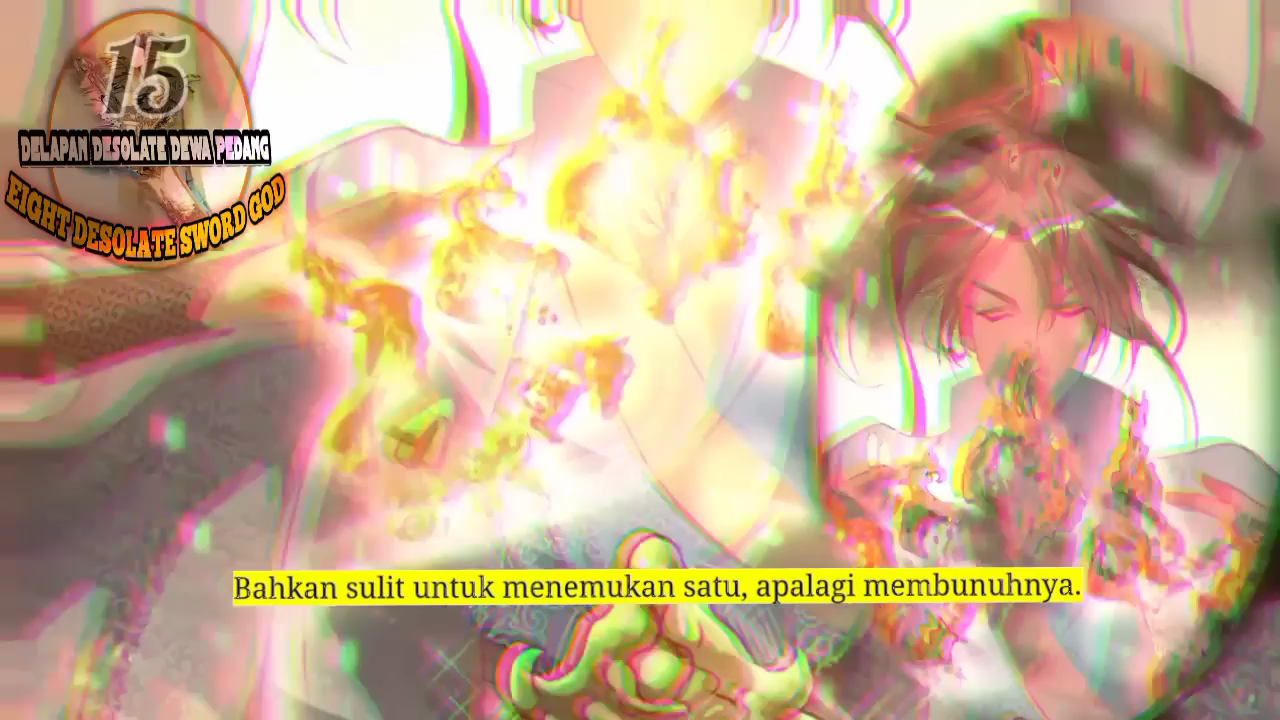 15
DELAPAN DESOLATE DEWA PEDANG
EIGHT DESOLATE SWORD GOD
Bahkan sulit untuk menemukan satu, apalagi membunuhnya.